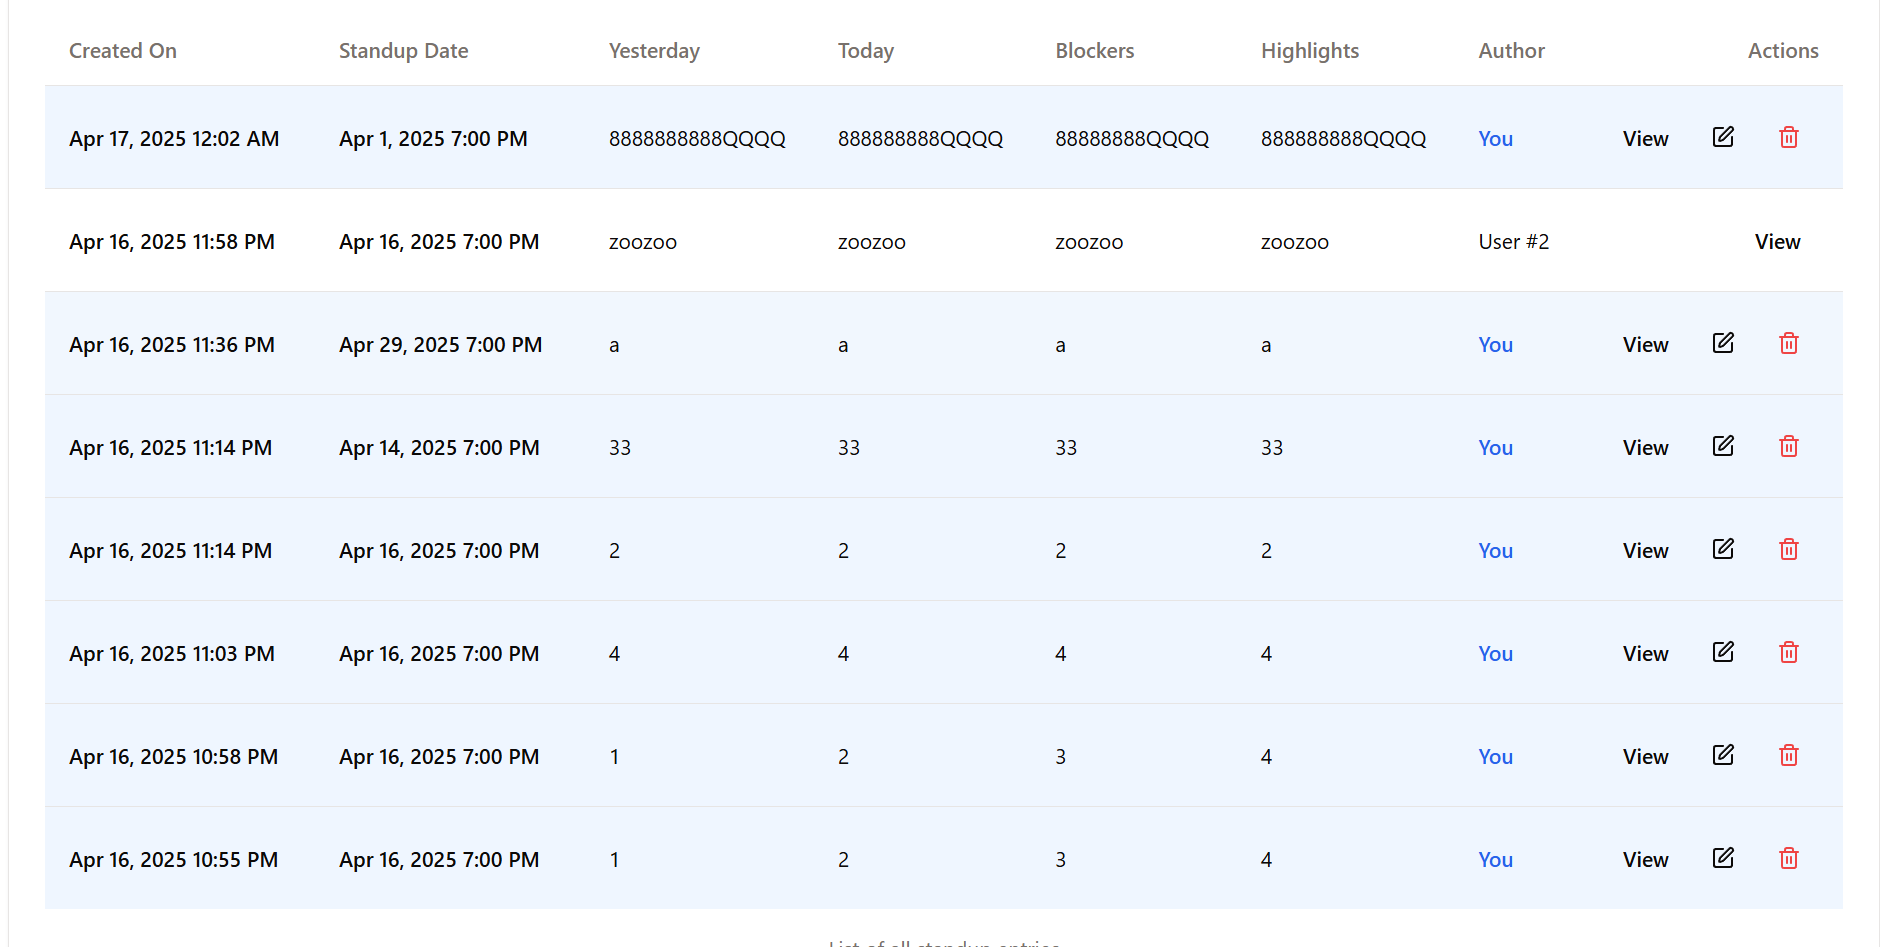 Created On Standup Date Yesterday Today Blockers Highlights Author Actions
Apr 17, 2025 12:02 AM Apr 1, 2025 7:00 PM 8888888888QQQQ 888888888QQQQ 88888888QQQQ 888888888QQQQ You View
Apr 16, 2025 11:58 PM Apr 16, 2025 7:00 PM zoozoo zoozoo zoozoo zoozoo User #2 View
Apr 16, 2025 11:36 PM Apr 29, 2025 7:00 PM a a a a You View
Apr 16, 2025 11:14 PM Apr 14, 2025 7:00 PM 33 33 33 33 You View
Apr 16, 2025 11:14 PM Apr 16, 2025 7:00 PM 2 2 2 2 You View
Apr 16, 2025 11:03 PM Apr 16, 2025 7:00 PM 4 4 4 4 You View
Apr 16, 2025 10:58 PM Apr 16, 2025 7:00 PM 1 2 3 4 You View
Apr 16, 2025 10:55 PM Apr 16, 2025 7:00 PM 1 2 3 4 You View
List of all standup entries